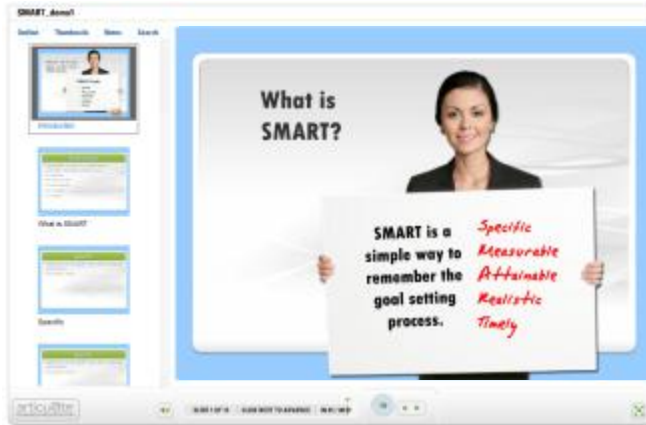 SMART_demo1
Outline Thumbnails Notes Search
Introduction
What is SMART
Specific
What is
SMART?
SMART is a
simple way to
remember the
goal setting
process.
Specific
Measurable
Attainable
Realistic
Timely
articulate